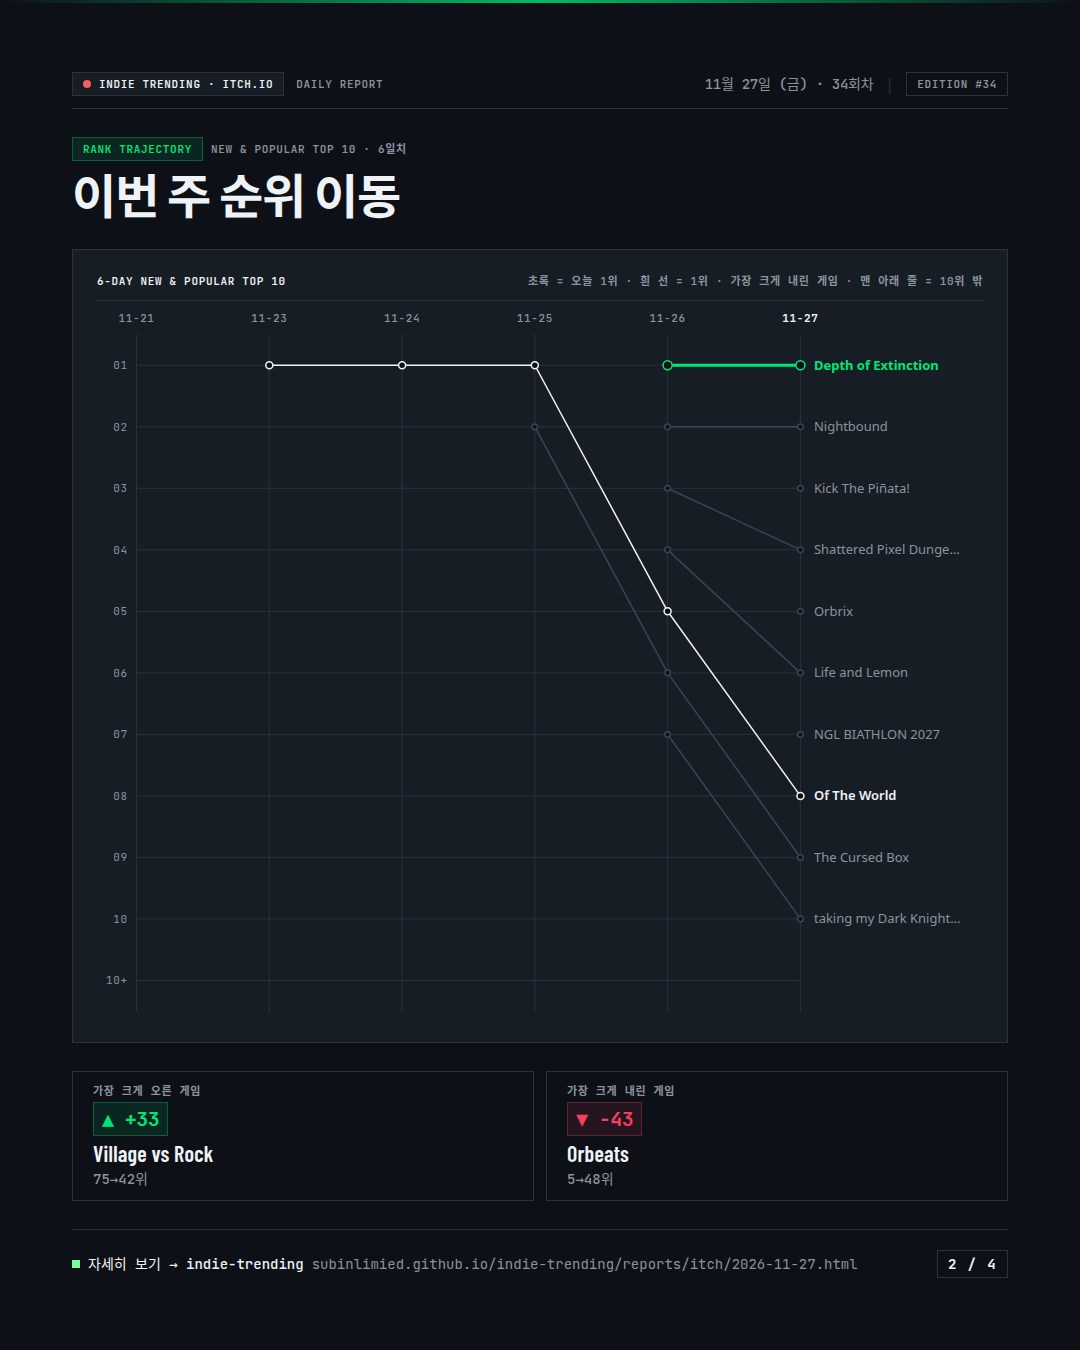 INDIE TRENDING · ITCH.IO DAILY REPORT 11월 27일 (금) · 34회차 EDITION #34
RANK TRAJECTORY NEW & POPULAR TOP 10 · 6일치
이번 주 순위 이동
6-DAY NEW & POPULAR TOP 10 초록 = 오늘 1위 · 흰 선 = 1위 · 가장 크게 내린 게임 · 맨 아래 줄 = 10위 밖
11-21 11-23 11-24 11-25 11-26 11-27
01 Depth of Extinction
02 Nightbound
03 Kick The Piñata!
04 Shattered Pixel Dunge…
05 Orbrix
06 Life and Lemon
07 NGL BIATHLON 2027
08 Of The World
09 The Cursed Box
10 taking my Dark Knight…
10+
가장 크게 오른 게임
▲ +33
Village vs Rock
75→42위
가장 크게 내린 게임
▼ -43
Orbeats
5→48위
자세히 보기 → indie-trending subinlimied.github.io/indie-trending/reports/itch/2026-11-27.html 2 / 4